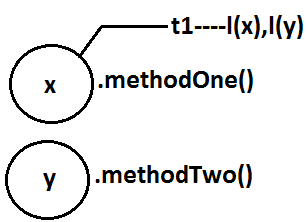 t1----l(x),l(y)
x .methodOne()
y .methodTwo()